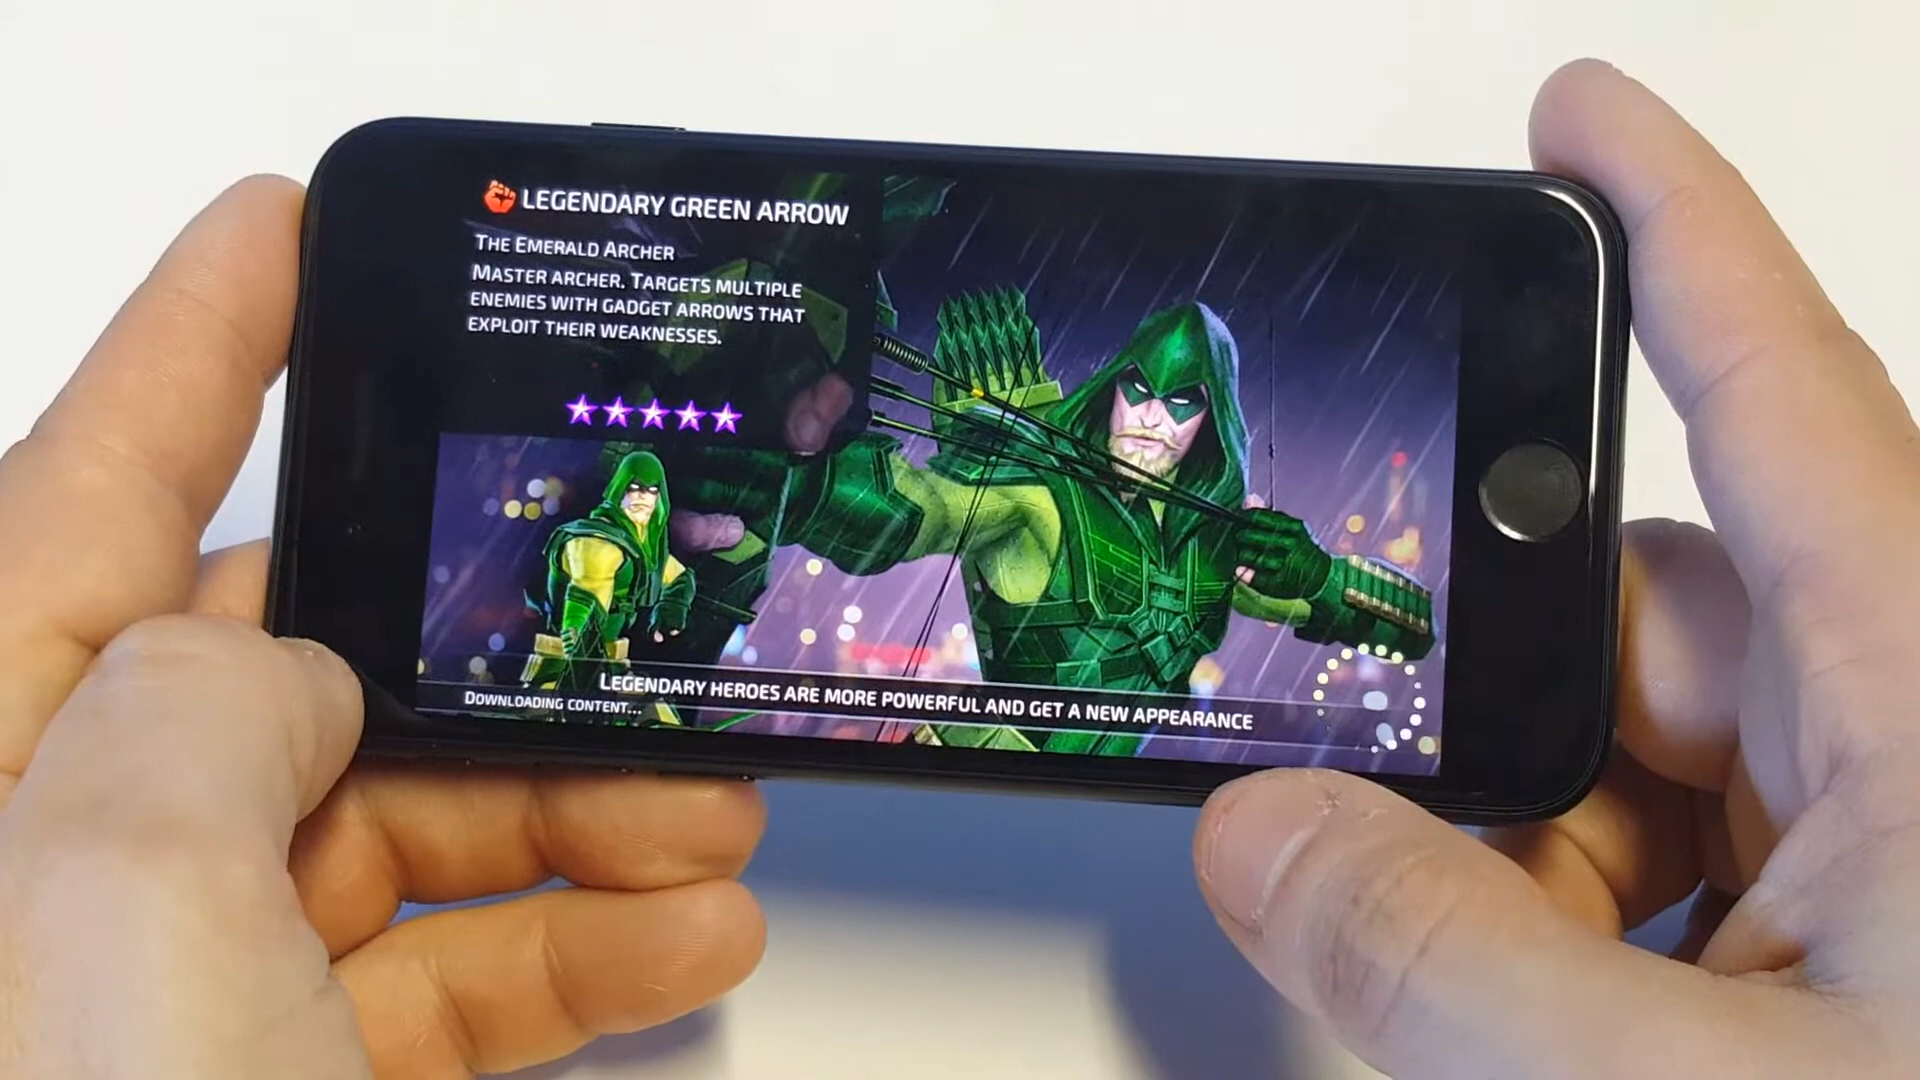 LEGENDARY GREEN ARROW
THE EMERALD ARCHER
MASTER ARCHER. TARGETS MULTIPLE
ENEMIES WITH GADGET ARROWS THAT
EXPLOIT THEIR WEAKNESSES.
LEGENDARY HEROES ARE MORE POWERFUL AND GET A NEW APPEARANCE
DOWNLOADING CONTENT...